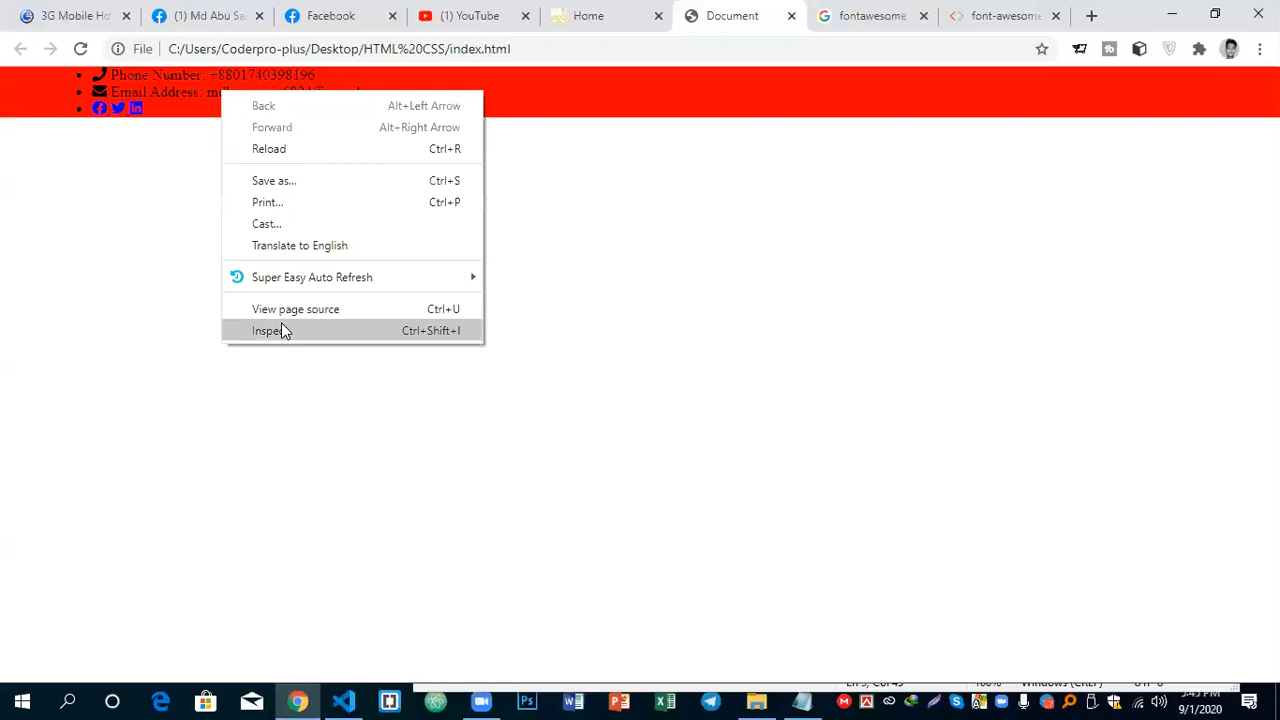 3G Mobile Ho
(1) Md Abu Sa
Facebook
(1) YouTube
Home
Document
fontawesome
font-awesome
File C:/Users/Coderpro-plus/Desktop/HTML%20CSS/index.html
Phone Number: +8801740398196
Email Address:
Back Alt+Left Arrow
Forward Alt+Right Arrow
Reload Ctrl+R
Save as... Ctrl+S
Print... Ctrl+P
Cast...
Translate to English
Super Easy Auto Refresh
View page source Ctrl+U
Inspect Ctrl+Shift+I
100%
9/1/2020